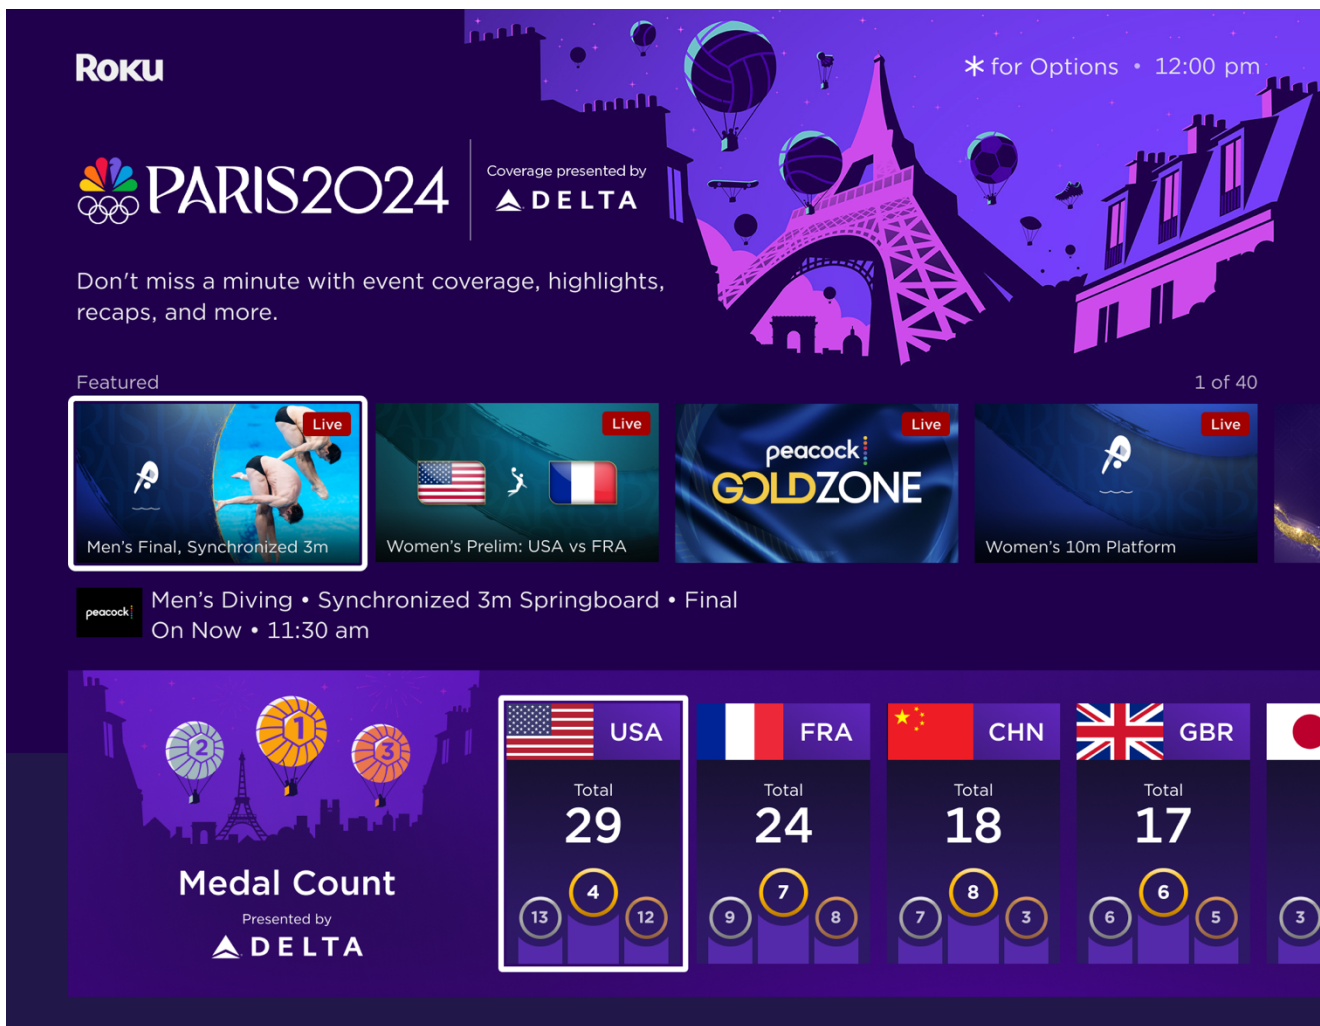 Roku
* for Options • 12:00 pm
PARIS2024
Coverage presented by
DELTA
Don't miss a minute with event coverage, highlights,
recaps, and more.
Featured
1 of 40
Live
Men's Final, Synchronized 3m
Live
Women's Prelim: USA vs FRA
Live
peacock
GOLDZONE
Live
Women's 10m Platform
peacock
Men's Diving • Synchronized 3m Springboard • Final
On Now • 11:30 am
2
1
3
Medal Count
Presented by
DELTA
USA
Total
29
13
4
12
FRA
Total
24
9
7
8
CHN
Total
18
7
8
3
GBR
Total
17
6
6
5
3